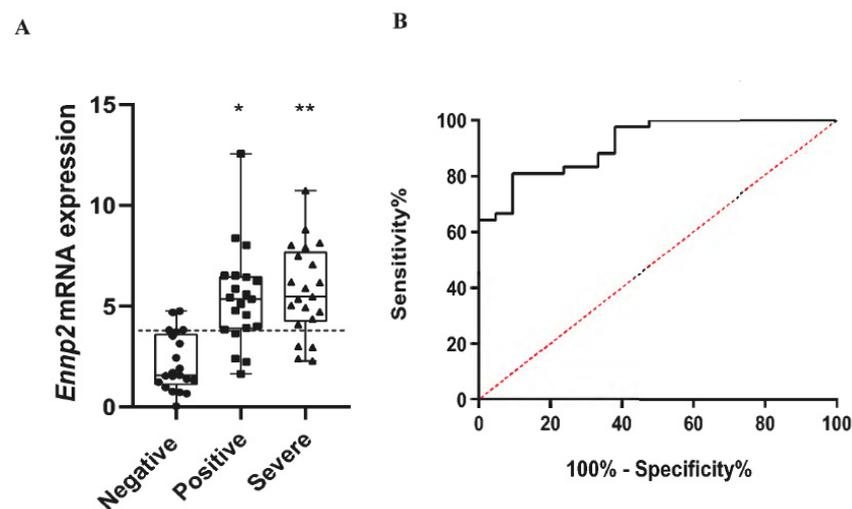 A
B
Ennp2 mRNA expression
15
10
5
0
*
**
Negative
Positive
Severe
Sensitivity%
100
80
60
40
20
0
0
20
40
60
80
100
100% - Specificity%